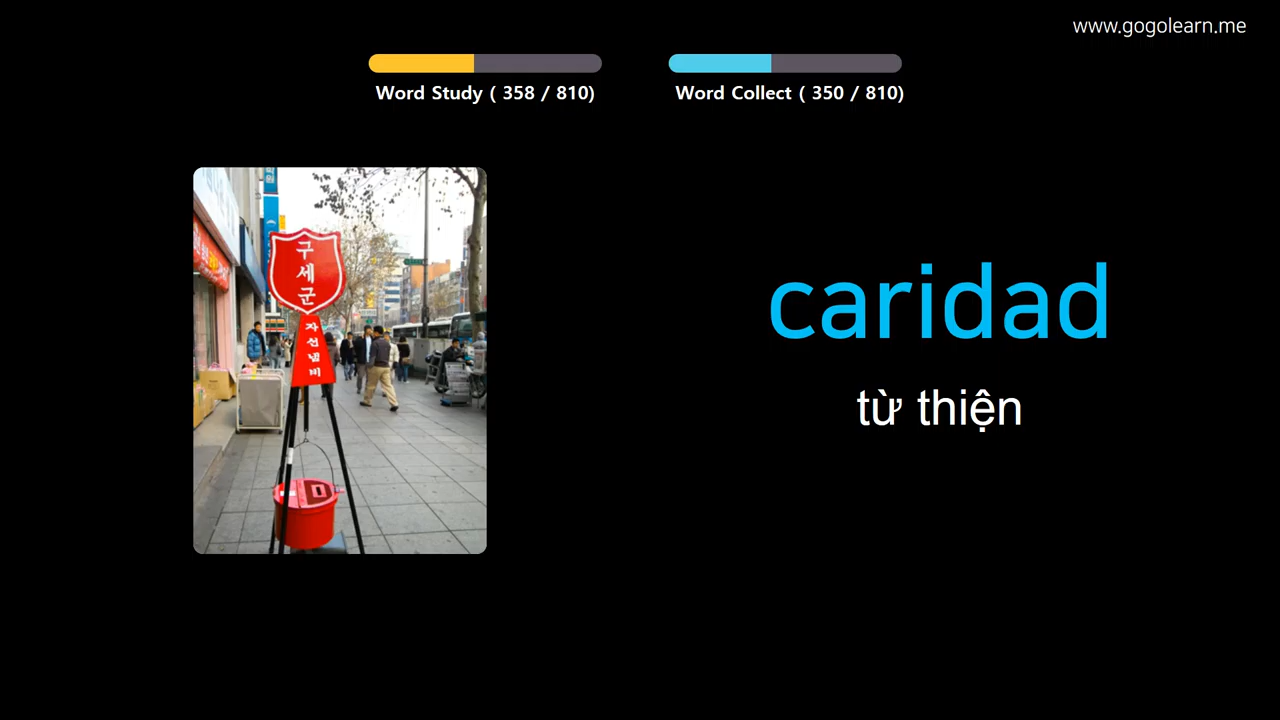 www.gogolearn.me
Word Study ( 358 / 810)
Word Collect ( 350 / 810)
구
세
군
자
선
냄
비
caridad
từ thiện